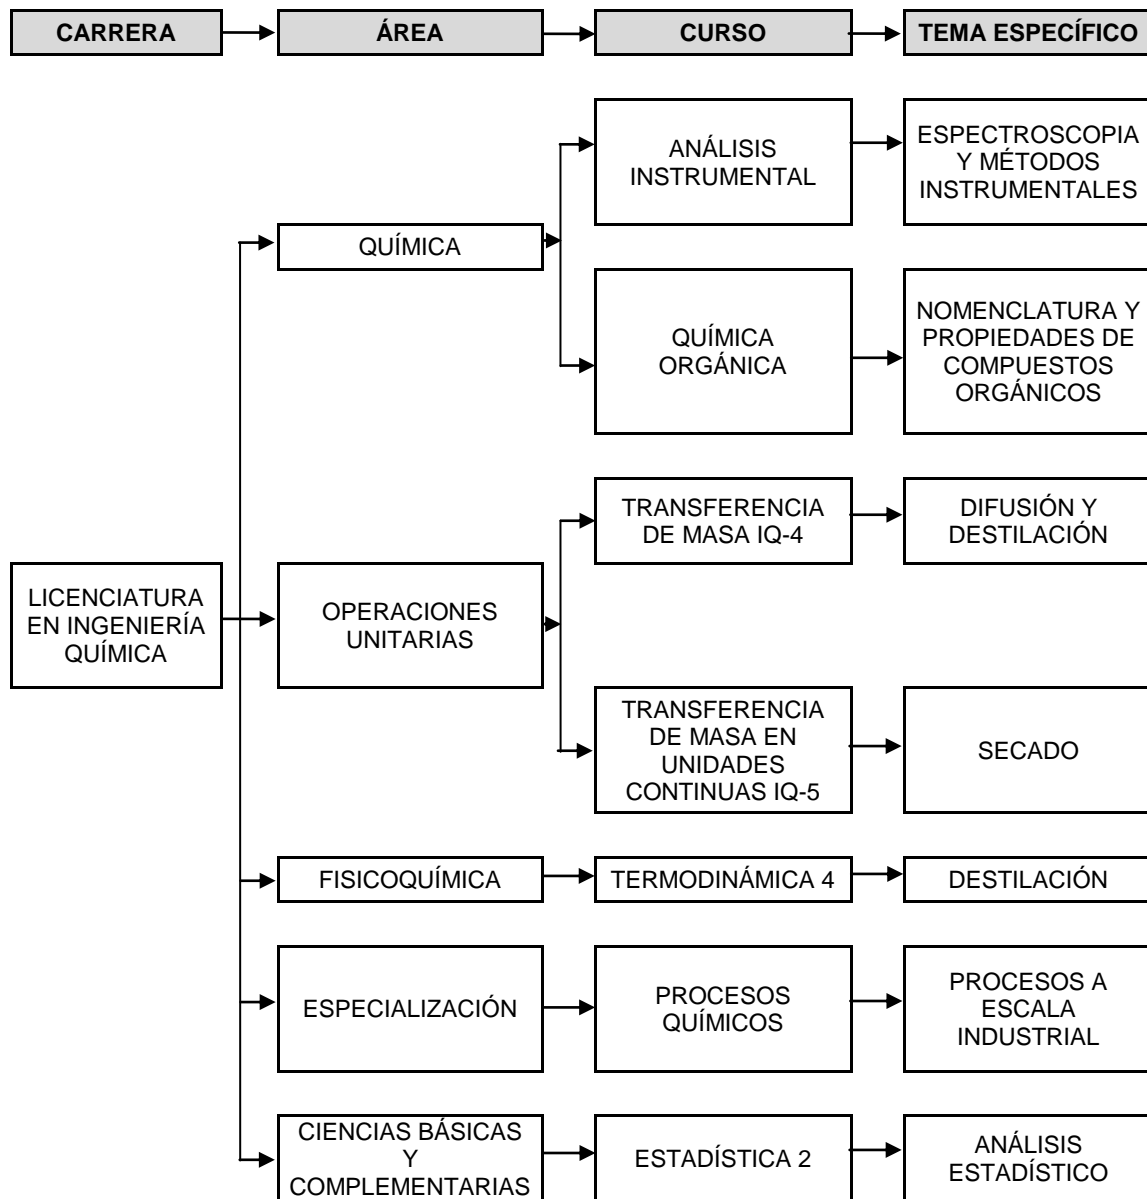 CARRERA
ÁREA
CURSO
TEMA ESPECÍFICO
ANÁLISIS
INSTRUMENTAL
ESPECTROSCOPIA
Y MÉTODOS
INSTRUMENTALES
QUÍMICA
QUÍMICA
ORGÁNICA
NOMENCLATURA Y
PROPIEDADES DE
COMPUESTOS
ORGÁNICOS
LICENCIATURA
EN INGENIERÍA
QUÍMICA
OPERACIONES
UNITARIAS
TRANSFERENCIA
DE MASA IQ-4
DIFUSIÓN Y
DESTILACIÓN
TRANSFERENCIA
DE MASA EN
UNIDADES
CONTINUAS IQ-5
SECADO
FISICOQUÍMICA
TERMODINÁMICA 4
DESTILACIÓN
ESPECIALIZACIÓN
PROCESOS
QUÍMICOS
PROCESOS A
ESCALA
INDUSTRIAL
CIENCIAS BÁSICAS
Y
COMPLEMENTARIAS
ESTADÍSTICA 2
ANÁLISIS
ESTADÍSTICO